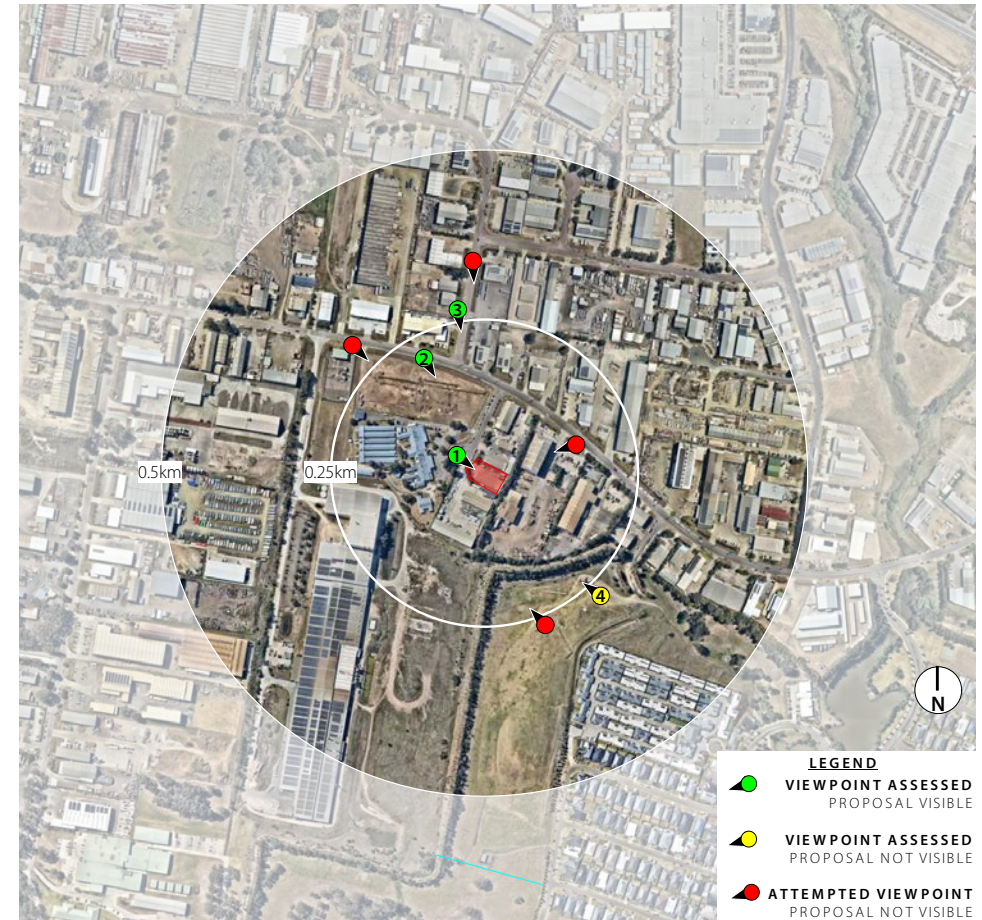 3
2
1
0.5km
0.25km
4
N
LEGEND
VIEWPOINT ASSESSED
PROPOSAL VISIBLE
VIEWPOINT ASSESSED
PROPOSAL NOT VISIBLE
ATTEMPTED VIEWPOINT
PROPOSAL NOT VISIBLE